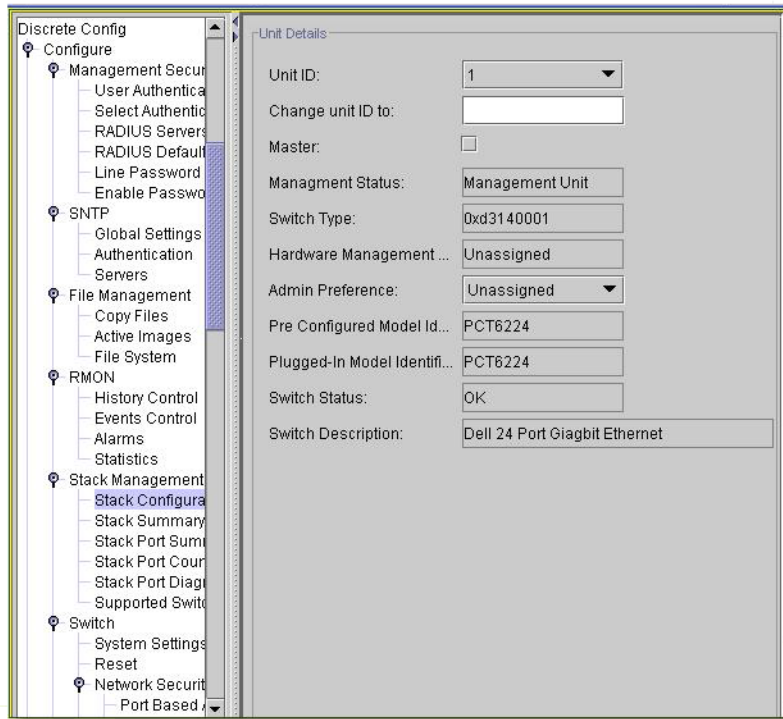 Discrete Config
Configure
Management Secur
User Authentica
Select Authentic
RADIUS Servers
RADIUS Default
Line Password
Enable Passwo
SNTP
Global Settings
Authentication
Servers
File Management
Copy Files
Active Images
File System
RMON
History Control
Events Control
Alarms
Statistics
Stack Management
Stack Configura
Stack Summary
Stack Port Sum
Stack Port Cour
Stack Port Diagr
Supported Switc
Switch
System Settings
Reset
Network Securit
Port Based
Unit Details
Unit ID: 1
Change unit ID to:
Master:
Managment Status: Management Unit
Switch Type: 0xd3140001
Hardware Management ... Unassigned
Admin Preference: Unassigned
Pre Configured Model Id... PCT6224
Plugged-In Model Identifi... PCT6224
Switch Status: OK
Switch Description: Dell 24 Port Giagbit Ethernet